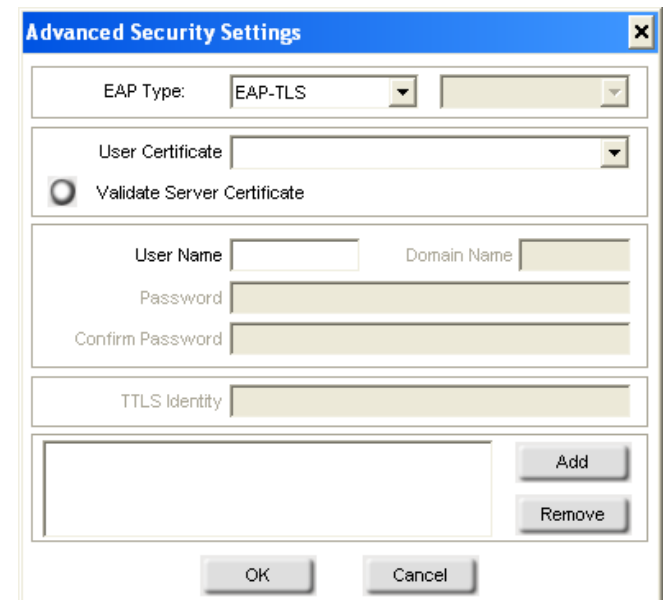 Advanced Security Settings
EAP Type: EAP-TLS
User Certificate
Validate Server Certificate
User Name Domain Name
Password
Confirm Password
TTLS Identity
Add
Remove
OK Cancel